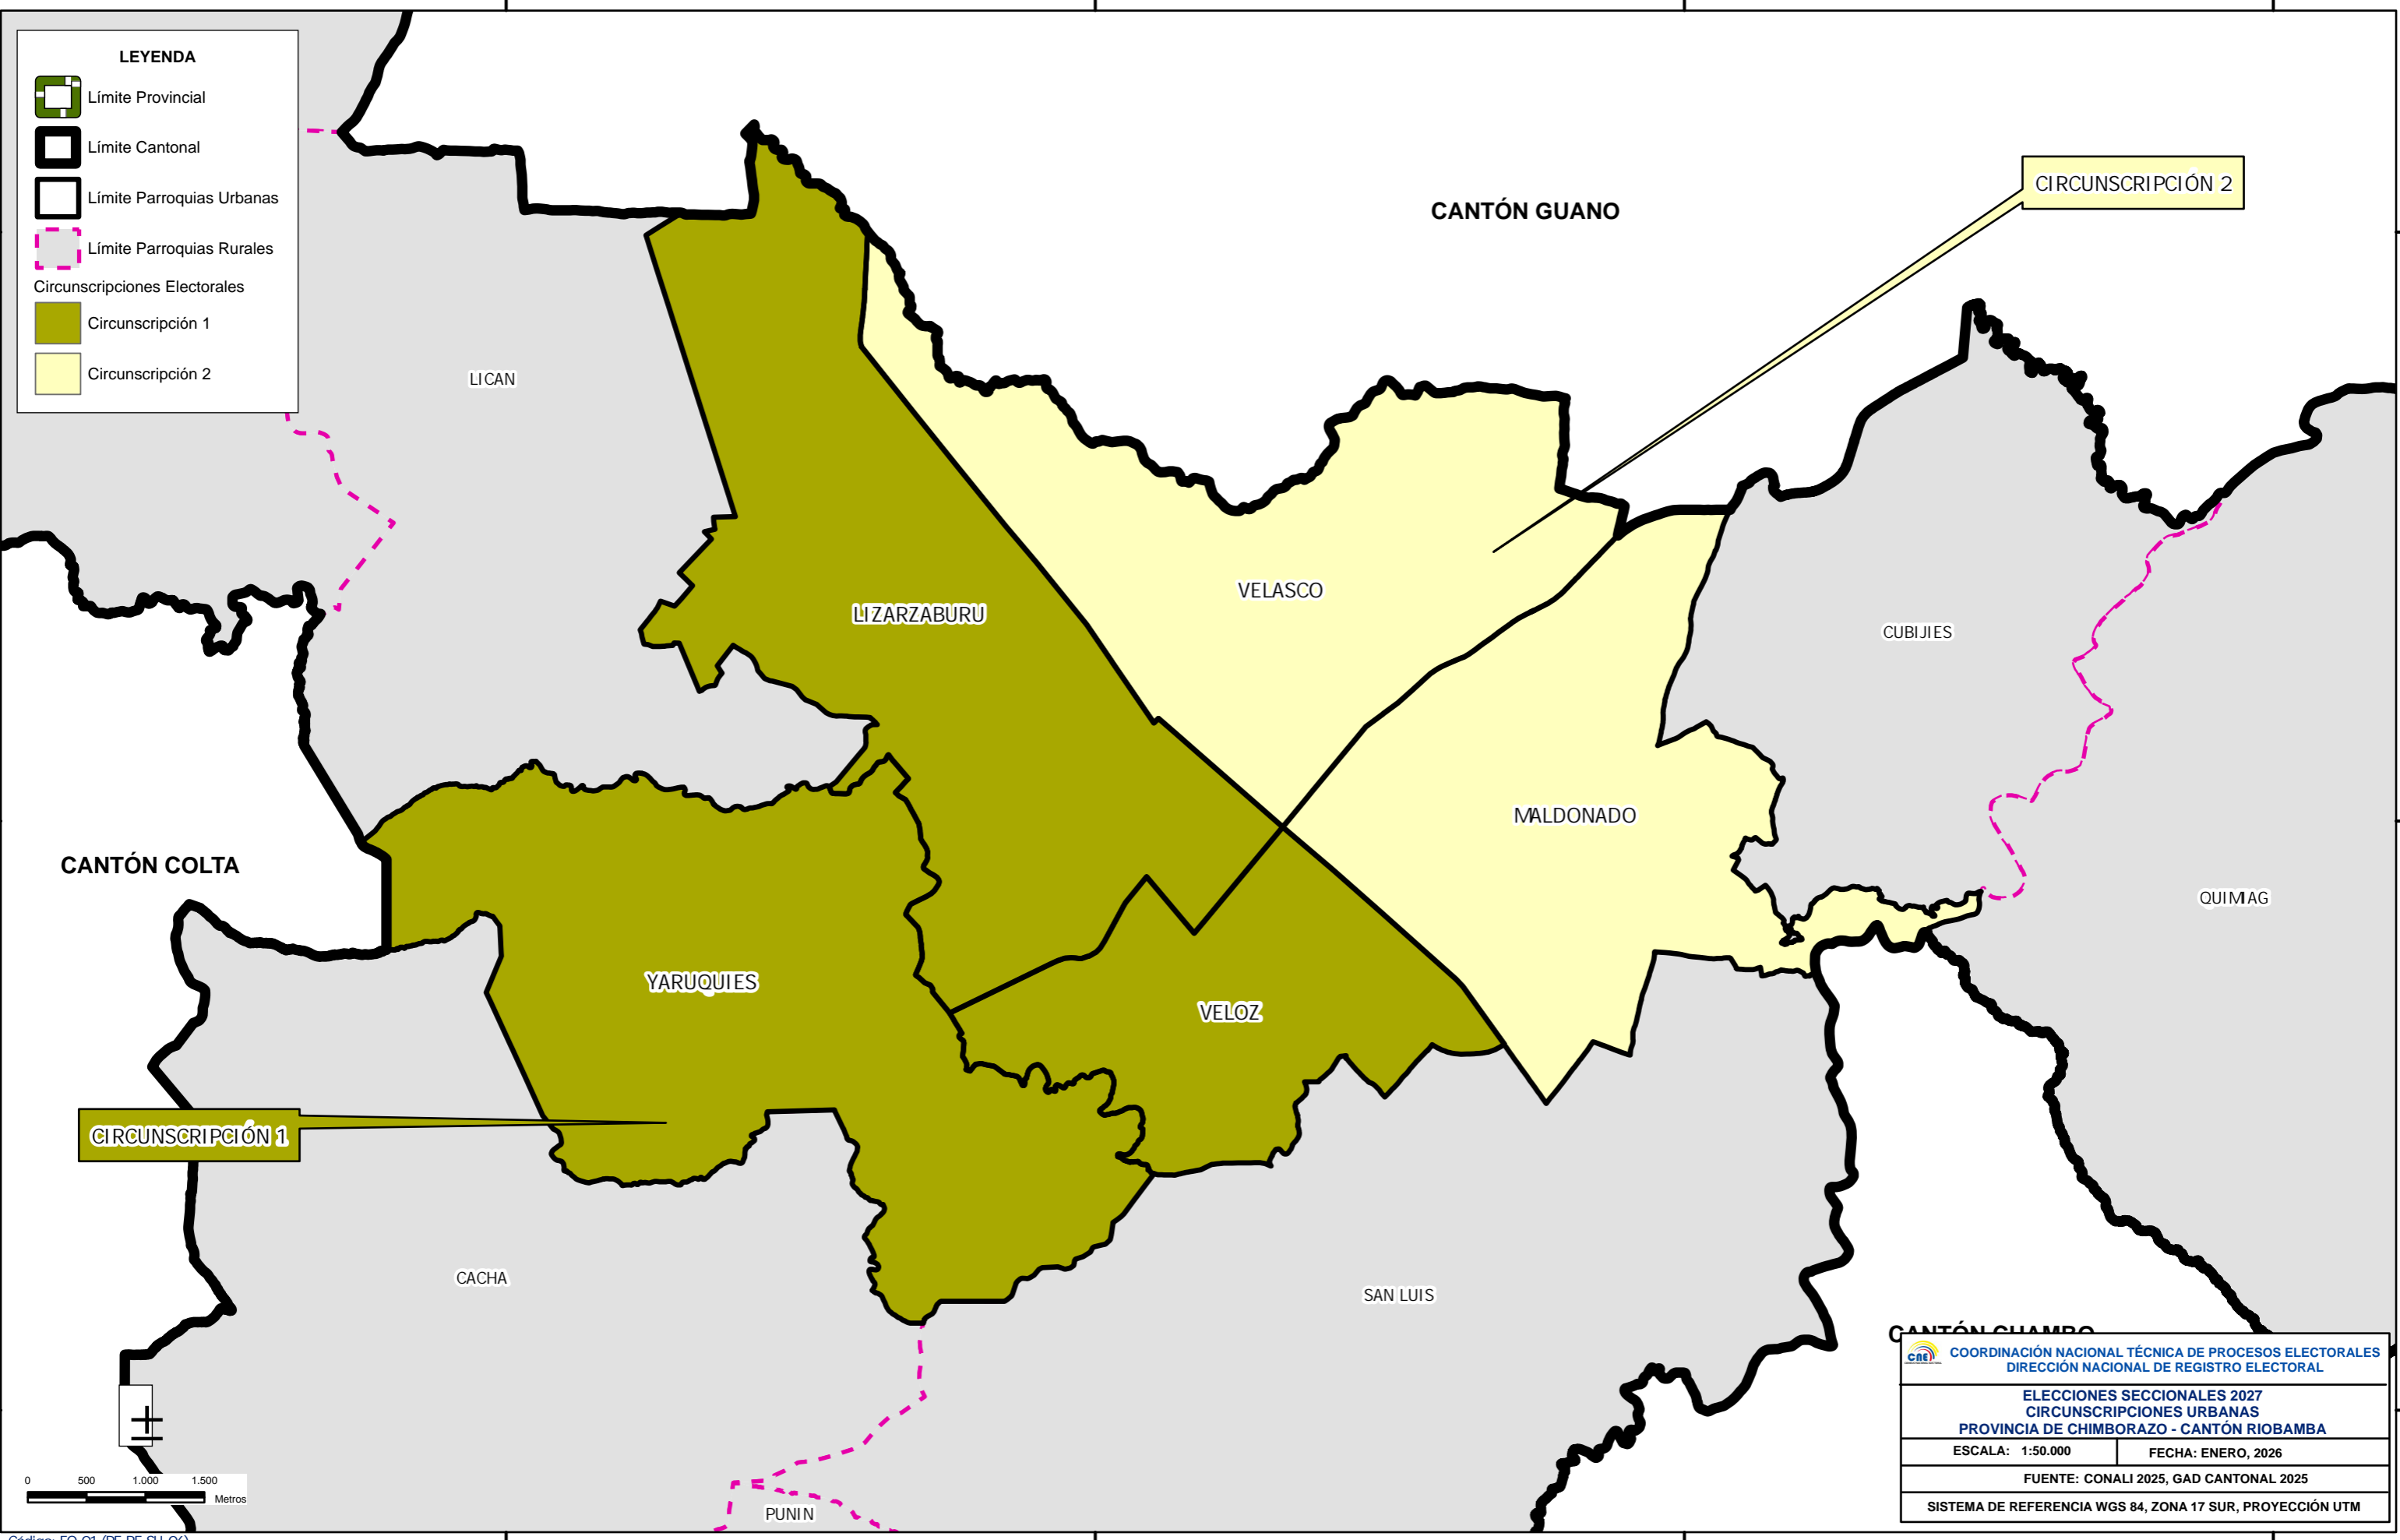 LEYENDA
Límite Provincial
Límite Cantonal
Límite Parroquias Urbanas
Límite Parroquias Rurales
Circunscripciones Electorales
Circunscripción 1
Circunscripción 2
CIRCUNSCRIPCIÓN 2
CANTÓN GUANO
LICAN
VELASCO
LIZARZABURU
CUBIJIES
MALDONADO
CANTÓN COLTA
QUIMIAG
YARUQUIES
VELOZ
CIRCUNSCRIPCIÓN 1
CACHA
SAN LUIS
CANTÓN CHAMBO
PUNIN
0 500 1.000 1.500
Metros
CNE
COORDINACIÓN NACIONAL TÉCNICA DE PROCESOS ELECTORALES
DIRECCIÓN NACIONAL DE REGISTRO ELECTORAL
ELECCIONES SECCIONALES 2027
CIRCUNSCRIPCIONES URBANAS
PROVINCIA DE CHIMBORAZO - CANTÓN RIOBAMBA
ESCALA: 1:50.000
FECHA: ENERO, 2026
FUENTE: CONALI 2025, GAD CANTONAL 2025
SISTEMA DE REFERENCIA WGS 84, ZONA 17 SUR, PROYECCIÓN UTM